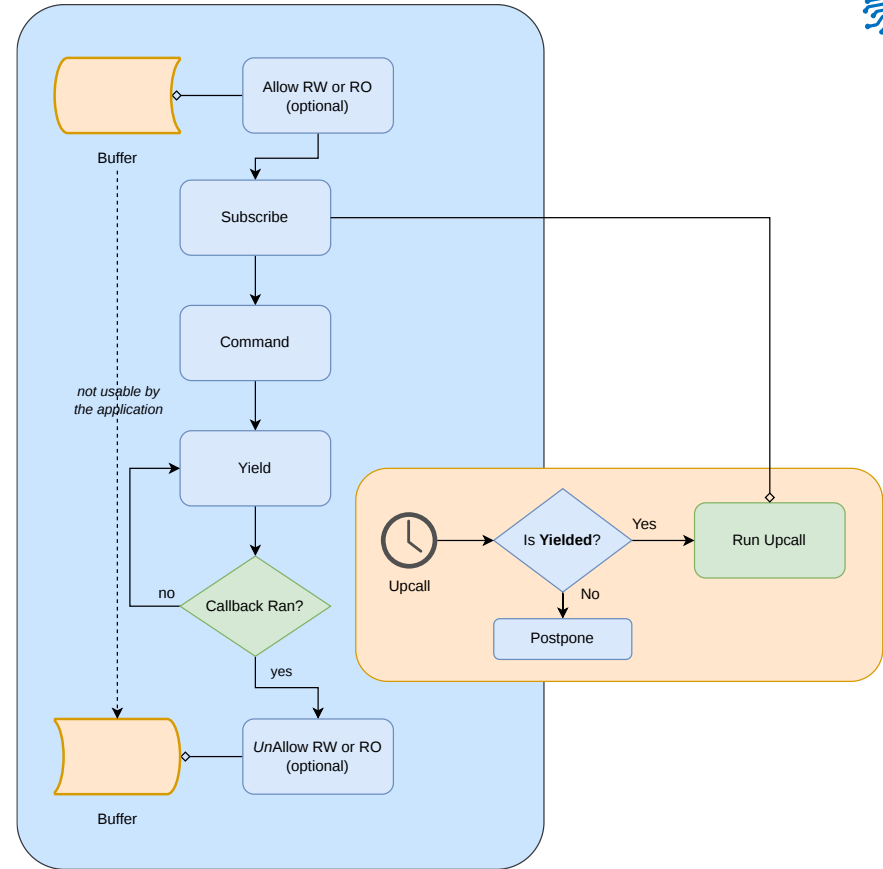 Allow RW or RO
(optional)
Buffer
Subscribe
Command
not usable by
the application
Yield
Is Yielded?
Yes
Run Upcall
Upcall
No
no
Callback Ran?
Postpone
yes
UnAllow RW or RO
(optional)
Buffer